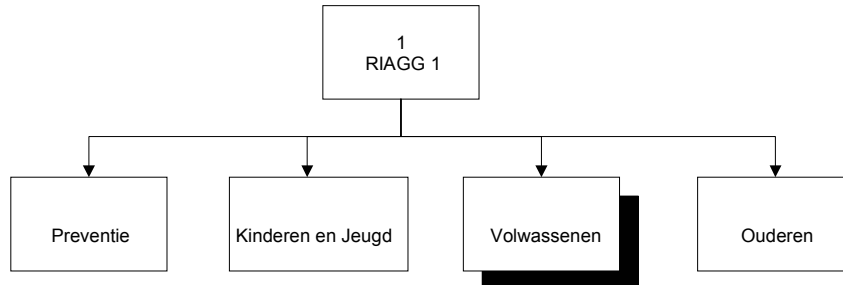 1
RIAGG 1
Preventie
Kinderen en Jeugd
Volwassenen
Ouderen